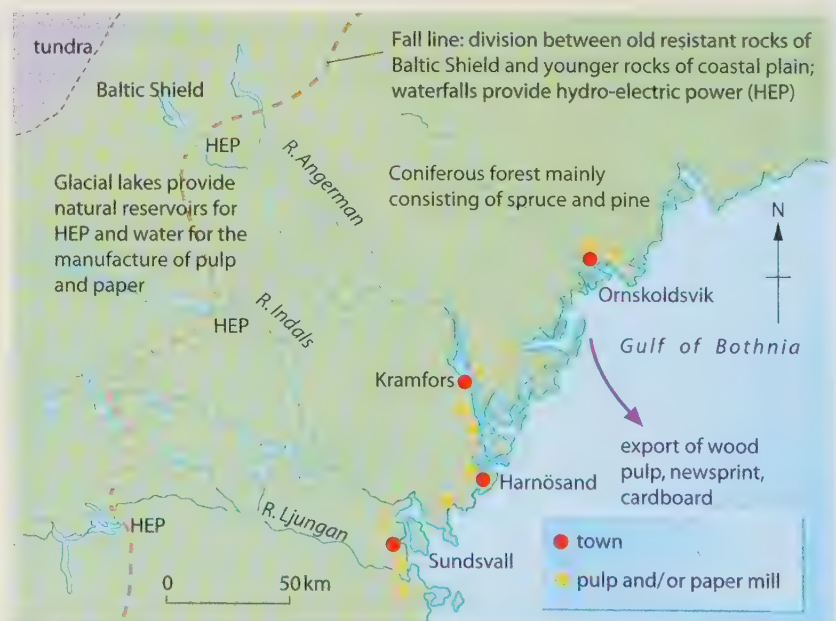 tundra
Baltic Shield
Fall line: division between old resistant rocks of
Baltic Shield and younger rocks of coastal plain;
waterfalls provide hydro-electric power (HEP)
HEP
R. Angerman
Coniferous forest mainly
consisting of spruce and pine
Glacial lakes provide
natural reservoirs for
HEP and water for the
manufacture of pulp
and paper
N
Ornskoldsvik
R. Indals
HEP
Gulf of Bothnia
Kramfors
export of wood
pulp, newsprint,
cardboard
Harnösand
HEP
R. Ljungan
Sundsvall
0 50 km
town
pulp and/or paper mill